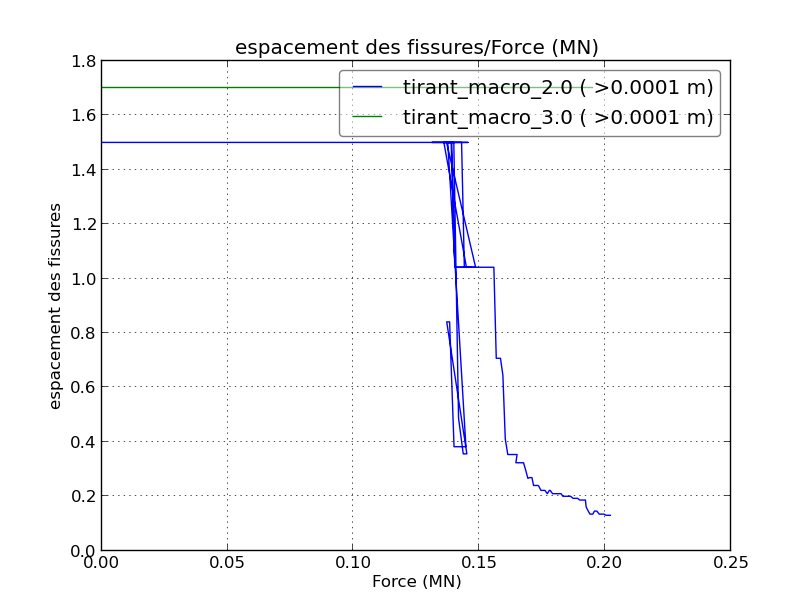 espacement des fissures/Force (MN)
tirant_macro_2.0 ( >0.0001 m)
tirant_macro_3.0 ( >0.0001 m)
espacement des fissures
1.8
1.6
1.4
1.2
1.0
0.8
0.6
0.4
0.2
0.0
0.00 0.05 0.10 0.15 0.20 0.25
Force (MN)